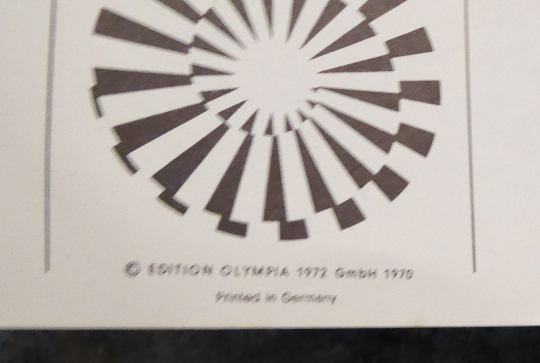 © EDITION OLYMPIA 1972 GmbH 1970
Printed in Germany